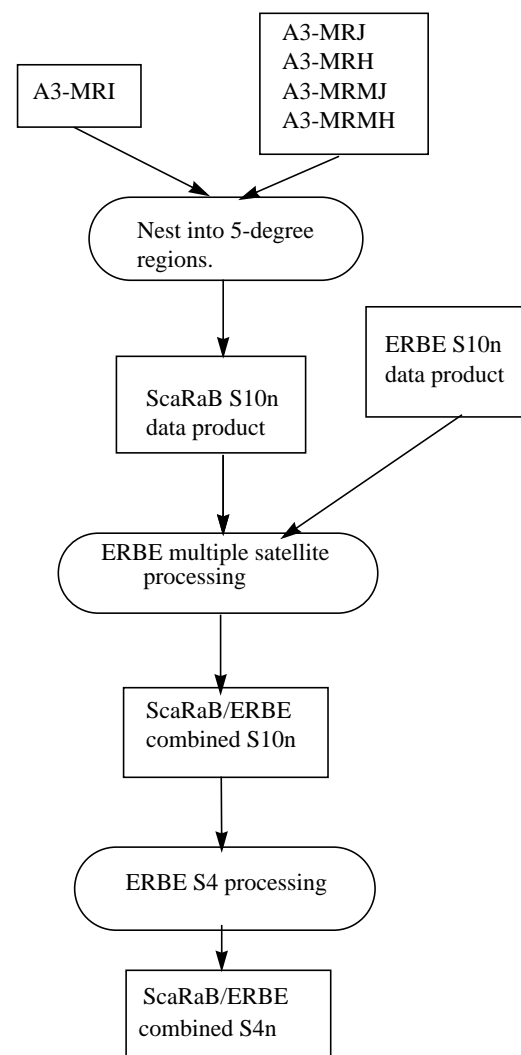 A3-MRI
A3-MRJ
A3-MRH
A3-MRMJ
A3-MRMH
Nest into 5-degree
regions.
ERBE S10n
data product
ScaRaB S10n
data product
ERBE multiple satellite
processing
ScaRaB/ERBE
combined S10n
ERBE S4 processing
ScaRaB/ERBE
combined S4n